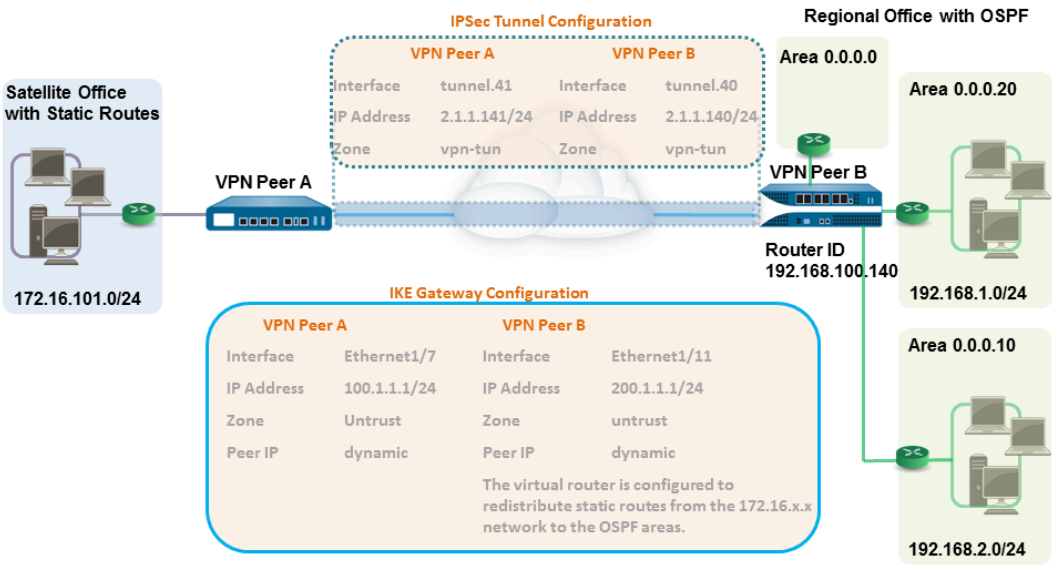 IPSec Tunnel Configuration
Regional Office with OSPF
VPN Peer A VPN Peer B
Interface tunnel.41 Interface tunnel.40
IP Address 2.1.1.141/24 IP Address 2.1.1.140/24
Zone vpn-tun Zone vpn-tun
Satellite Office
with Static Routes
172.16.101.0/24
VPN Peer A
Area 0.0.0.0
VPN Peer B
Router ID
192.168.100.140
Area 0.0.0.20
192.168.1.0/24
Area 0.0.0.10
192.168.2.0/24
IKE Gateway Configuration
VPN Peer A VPN Peer B
Interface Ethernet1/7 Interface Ethernet1/11
IP Address 100.1.1.1/24 IP Address 200.1.1.1/24
Zone Untrust Zone untrust
Peer IP dynamic Peer IP dynamic
The virtual router is configured to
redistribute static routes from the 172.16.x.x
network to the OSPF areas.